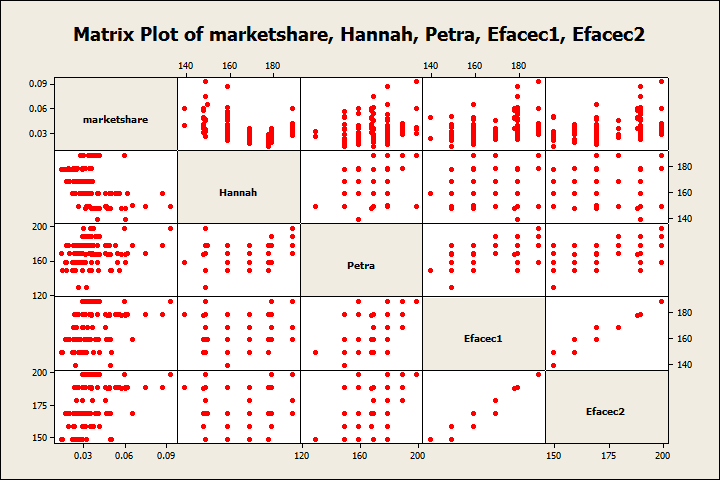 Matrix Plot of marketshare, Hannah, Petra, Efacec1, Efacec2
140 160 180 140 160 180
0.09
0.06
0.03
marketshare
Hannah
180
160
140
200
160
120
Petra
Efacec1
180
160
140
200
175
150
Efacec2
0.03 0.06 0.09 120 160 200 150 175 200